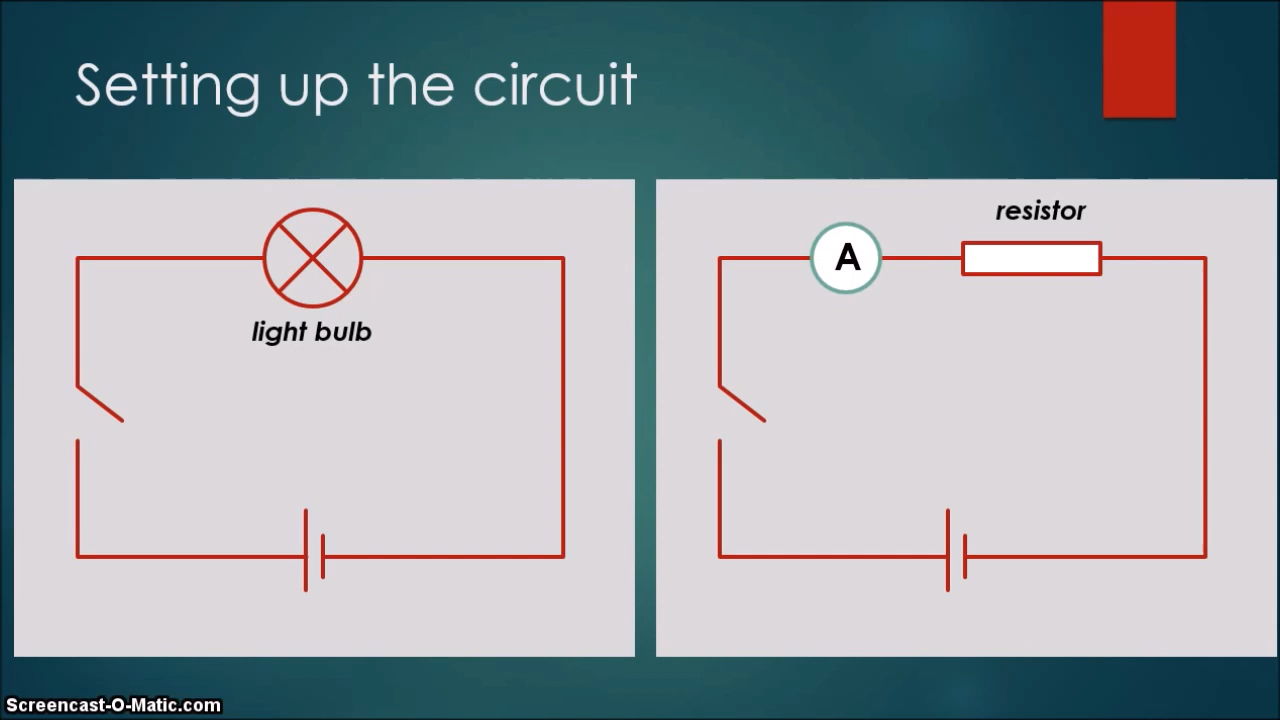 Setting up the circuit
light bulb
A
resistor
Screencast-O-Matic.com